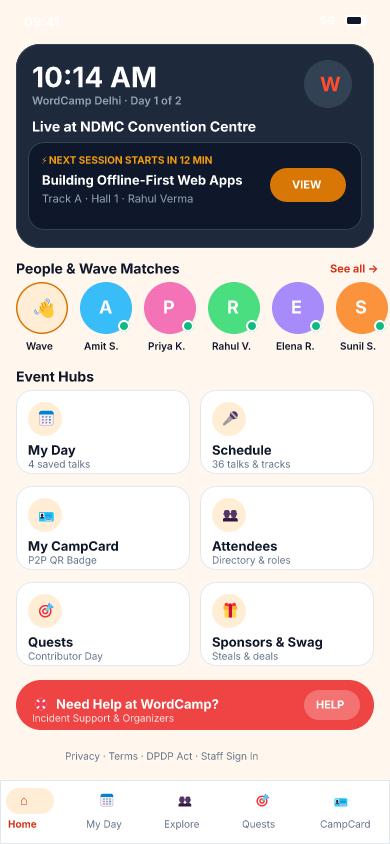 09:41
5G
10:14 AM
W
WordCamp Delhi · Day 1 of 2
Live at NDMC Convention Centre
⚡NEXT SESSION STARTS IN 12 MIN
Building Offline-First Web Apps
Track A · Hall 1 · Rahul Verma
VIEW
People & Wave Matches
See all →
A
P
R
E
S
Wave
Amit S.
Priya K.
Rahul V.
Elena R.
Sunil S.
Event Hubs
My Day
4 saved talks
Schedule
36 talks & tracks
My CampCard
P2P QR Badge
Attendees
Directory & roles
Quests
Contributor Day
Sponsors & Swag
Steals & deals
Need Help at WordCamp?
Incident Support & Organizers
HELP
Privacy · Terms · DPDP Act · Staff Sign In
Home
My Day
Explore
Quests
CampCard